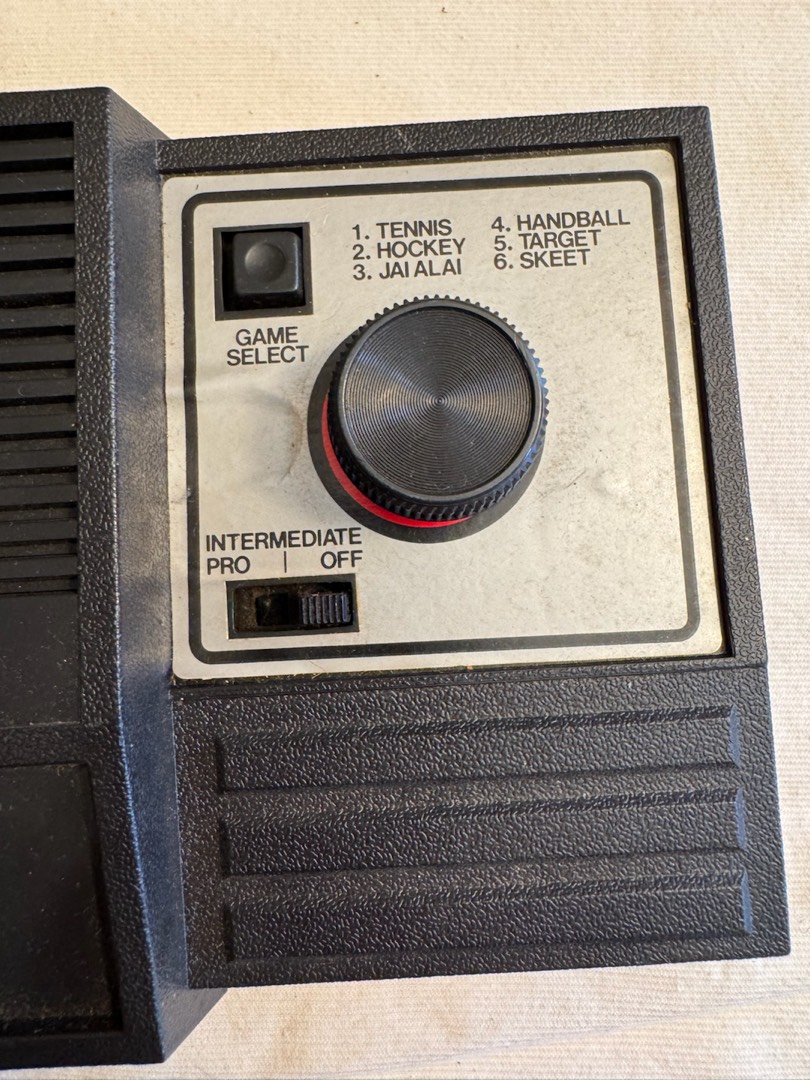 1. TENNIS
2. HOCKEY
3. JAI ALAI
4. HANDBALL
5. TARGET
6. SKEET
GAME
SELECT
INTERMEDIATE
PRO | OFF